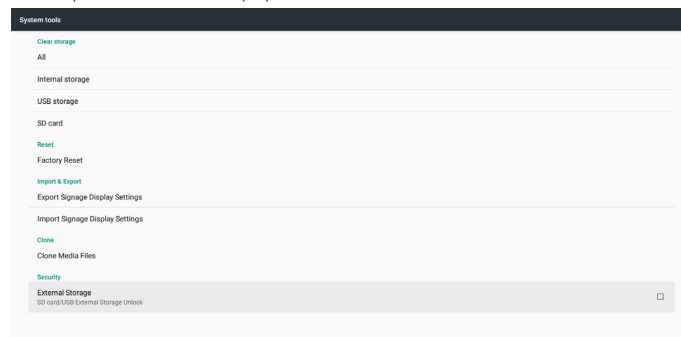 System tools
Clear storage
All
Internal storage
USB storage
SD card
Reset
Factory Reset
Import & Export
Export Signage Display Settings
Import Signage Display Settings
Clone
Clone Media Files
Security
External Storage
SD card/USB External Storage Unlock